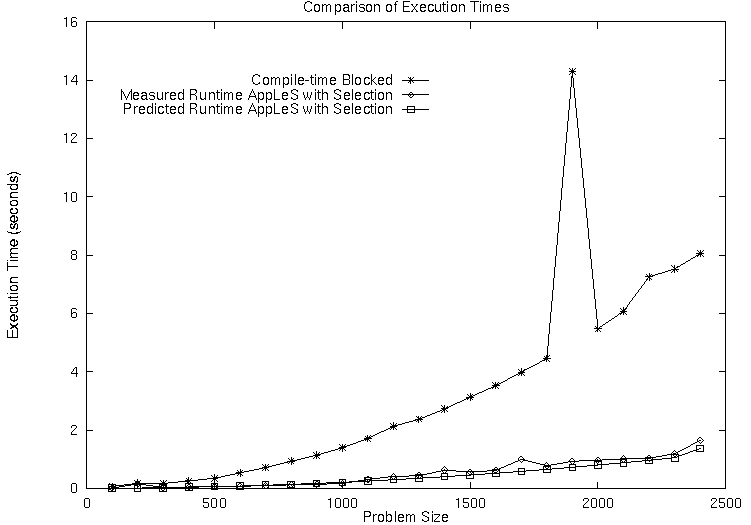 Comparison of Execution Times
16
14
12
10
8
6
4
2
0
Execution Time (seconds)
Compile-time Blocked
Measured Runtime AppLeS with Selection
Predicted Runtime AppLeS with Selection
0 500 1000 1500 2000 2500
Problem Size